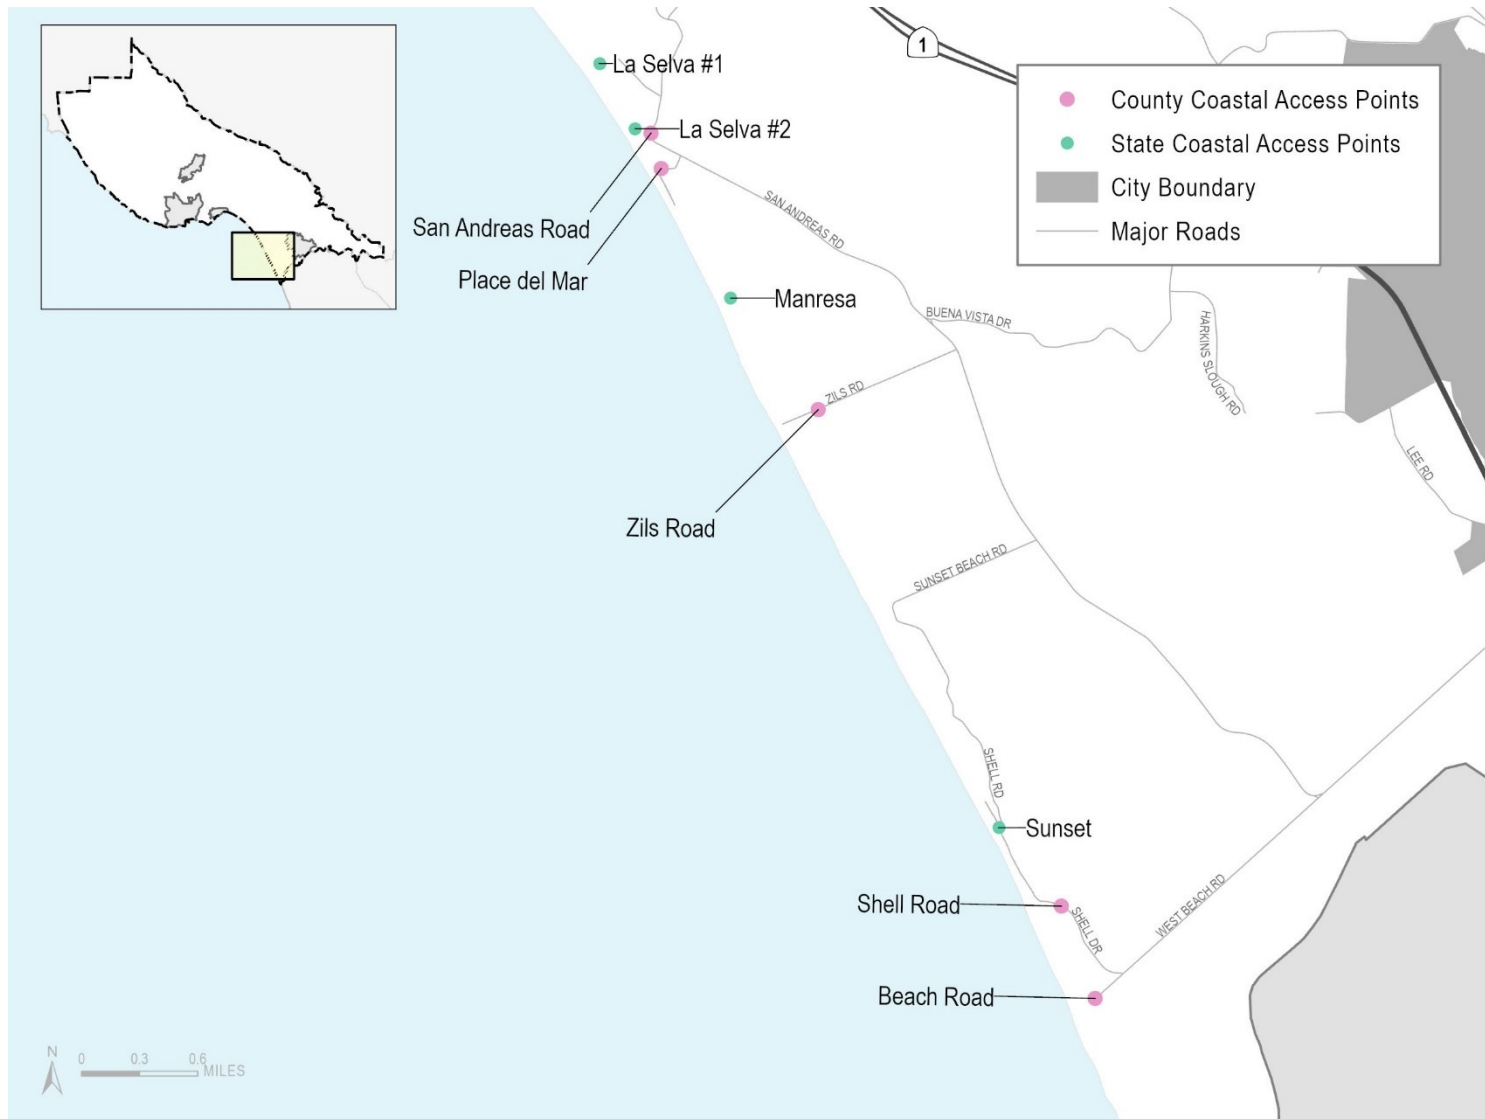 La Selva #1
1
County Coastal Access Points
State Coastal Access Points
City Boundary
Major Roads
La Selva #2
San Andreas Road
SAN ANDREAS RD
Place del Mar
Manresa
BUENA VISTA DR
HARKINS SLOUGH RD
ZILS RD
LEE RD
Zils Road
SUNSET BEACH RD
SHELL RD
Sunset
Shell Road
SHELL DR
WEST BEACH RD
Beach Road
N
0 0.3 0.6
MILES